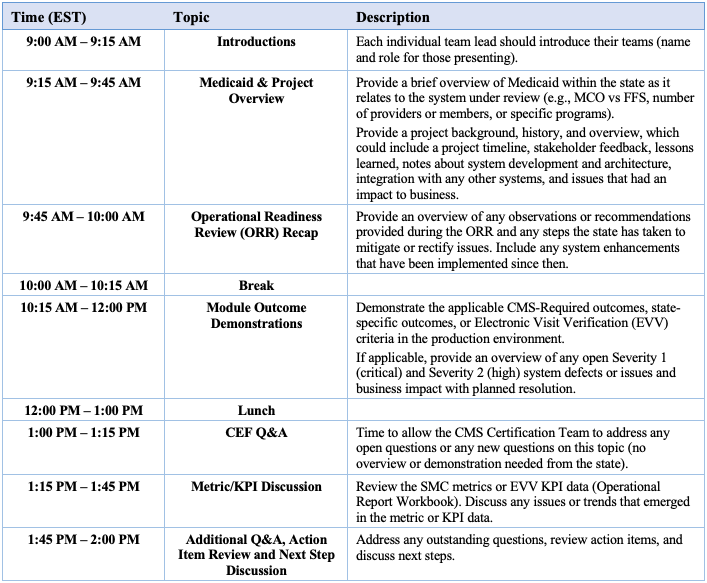 Time (EST) Topic Description
9:00 AM – 9:15 AM Introductions Each individual team lead should introduce their teams (name
and role for those presenting).
9:15 AM – 9:45 AM Medicaid & Project Provide a brief overview of Medicaid within the state as it
Overview relates to the system under review (e.g., MCO vs FFS, number
of providers or members, or specific programs).
Provide a project background, history, and overview, which
could include a project timeline, stakeholder feedback, lessons
learned, notes about system development and architecture,
integration with any other systems, and issues that had an
impact to business.
9:45 AM – 10:00 AM Operational Readiness Provide an overview of any observations or recommendations
Review (ORR) Recap provided during the ORR and any steps the state has taken to
mitigate or rectify issues. Include any system enhancements
that have been implemented since then.
10:00 AM – 10:15 AM Break
10:15 AM – 12:00 PM Module Outcome Demonstrate the applicable CMS-Required outcomes, state-
Demonstrations specific outcomes, or Electronic Visit Verification (EVV)
criteria in the production environment.
If applicable, provide an overview of any open Severity 1
(critical) and Severity 2 (high) system defects or issues and
business impact with planned resolution.
12:00 PM – 1:00 PM Lunch
1:00 PM – 1:15 PM CEF Q&A Time to allow the CMS Certification Team to address any
open questions or any new questions on this topic (no
overview or demonstration needed from the state).
1:15 PM – 1:45 PM Metric/KPI Discussion Review the SMC metrics or EVV KPI data (Operational
Report Workbook). Discuss any issues or trends that emerged
in the metric or KPI data.
1:45 PM – 2:00 PM Additional Q&A, Action Address any outstanding questions, review action items, and
Item Review and Next Step discuss next steps.
Discussion